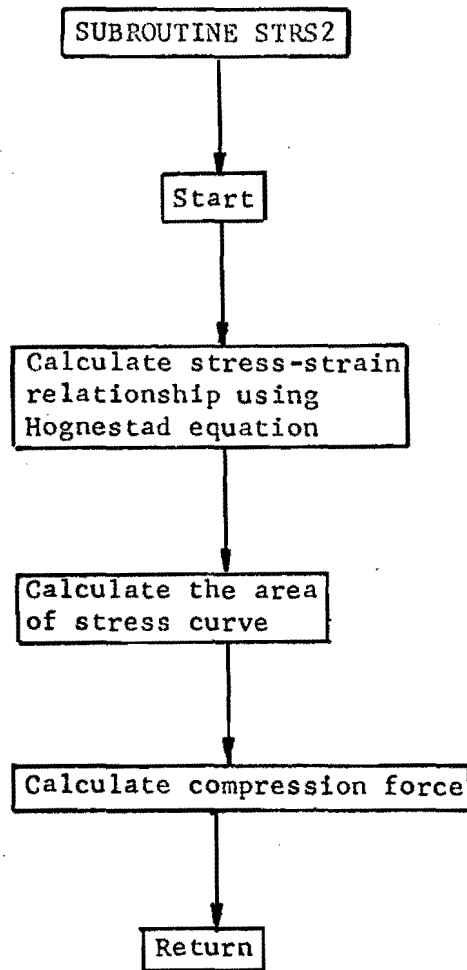 SUBROUTINE STRS2
Start
Calculate stress-strain
relationship using
Hognestad equation
Calculate the area
of stress curve
Calculate compression force
Return